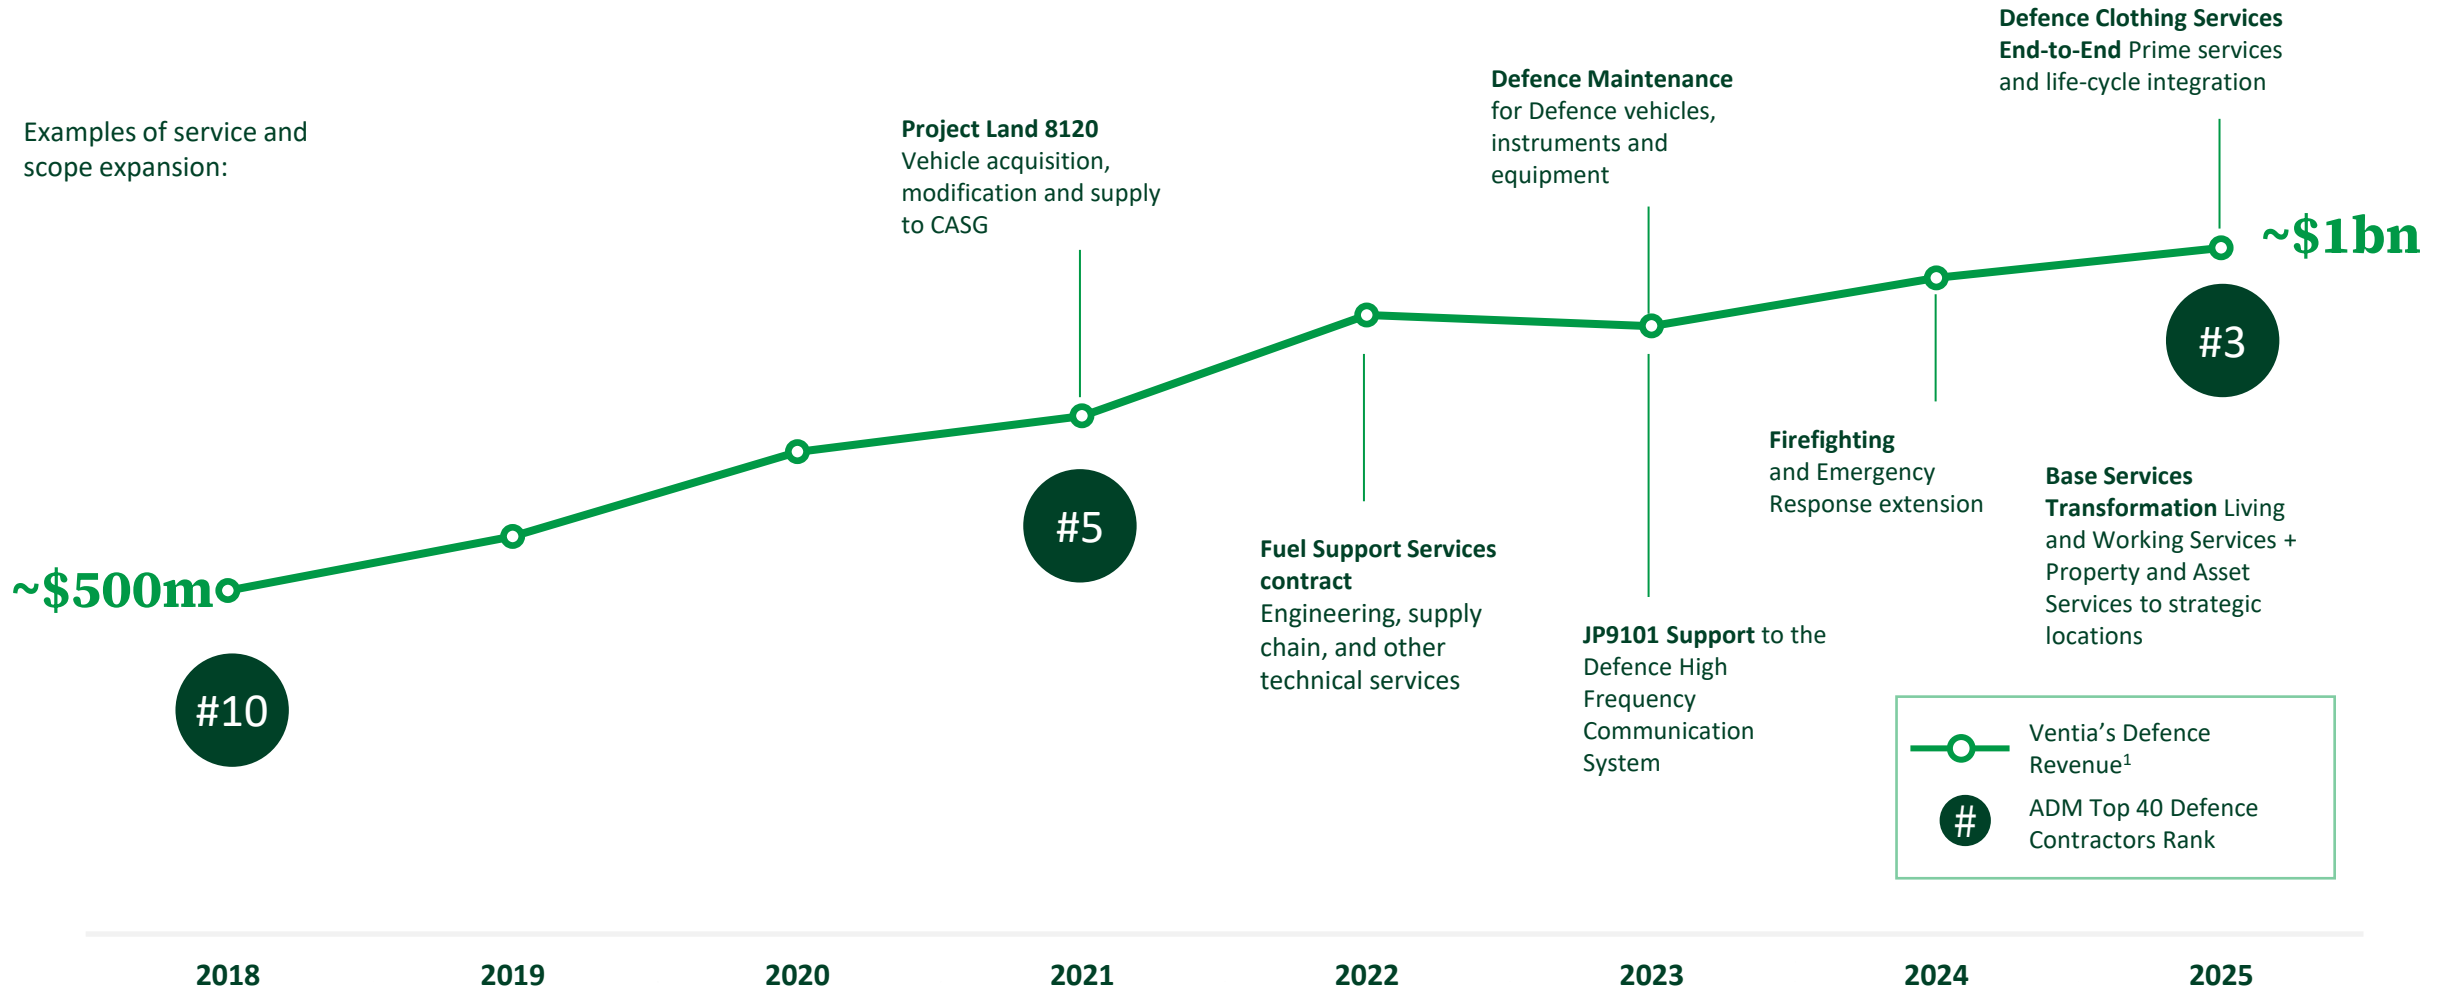 Examples of service and
scope expansion:
Project Land 8120
Vehicle acquisition,
modification and supply
to CASG
Defence Maintenance
for Defence vehicles,
instruments and
equipment
Defence Clothing Services
End-to-End Prime services
and life-cycle integration
~$500m
~$1bn
#10
#5
#3
Fuel Support Services
contract
Engineering, supply
chain, and other
technical services
JP9101 Support to the
Defence High
Frequency
Communication
System
Firefighting
and Emergency
Response extension
Base Services
Transformation Living
and Working Services +
Property and Asset
Services to strategic
locations
Ventia’s Defence
Revenue¹
#
ADM Top 40 Defence
Contractors Rank
2018
2019
2020
2021
2022
2023
2024
2025